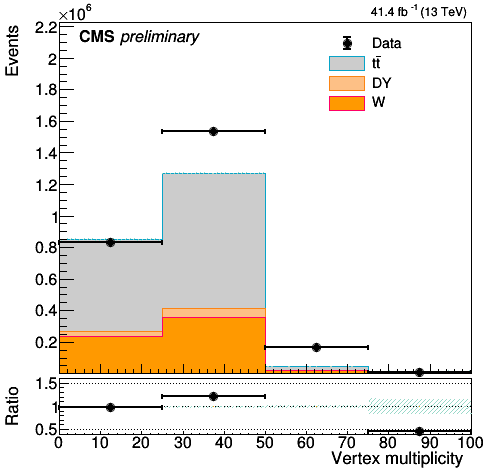 ×10⁶
41.4 fb⁻¹ (13 TeV)
Events
CMS preliminary
Data
tt̄
DY
W
2.2
2
1.8
1.6
1.4
1.2
1
0.8
0.6
0.4
0.2
Ratio
1.5
1
0.5
0 10 20 30 40 50 60 70 80 90 100
Vertex multiplicity